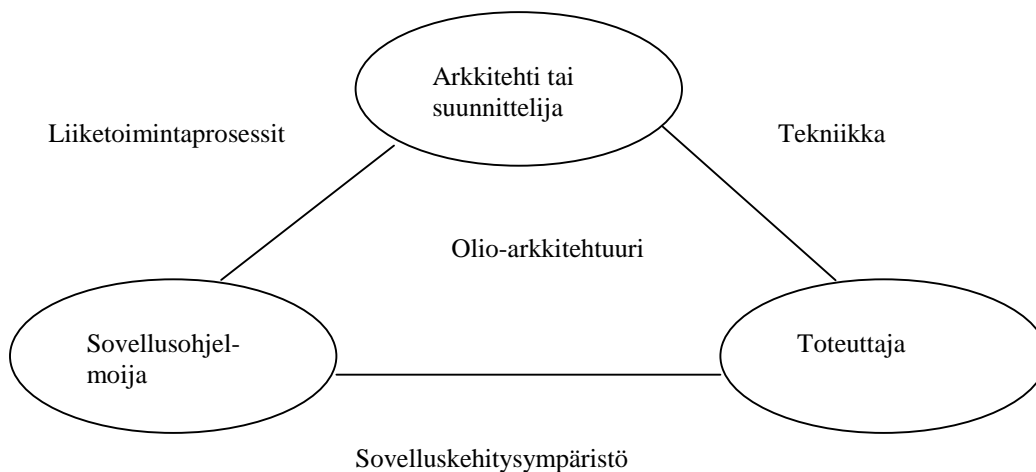 Arkkitehti tai
suunnittelija
Liiketoimintaprosessit
Tekniikka
Olio-arkkitehtuuri
Sovellusohjel-
moija
Toteuttaja
Sovelluskehitysympäristö